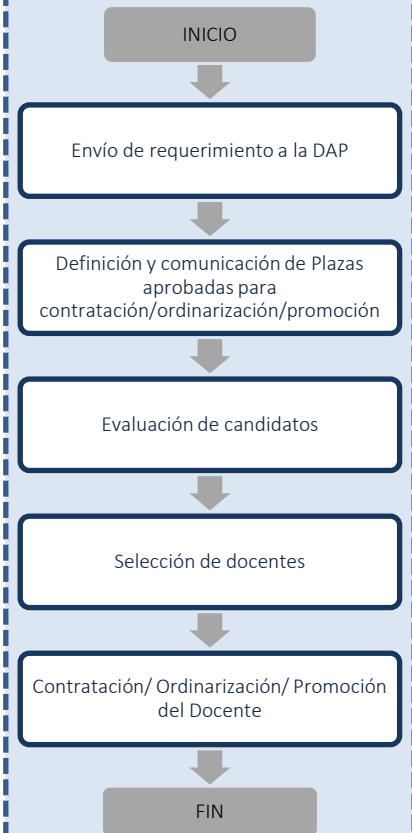 INICIO
Envío de requerimiento a la DAP
Definición y comunicación de Plazas
aprobadas para
contratación/ordinarización/promoción
Evaluación de candidatos
Selección de docentes
Contratación/ Ordinarización/ Promoción
del Docente
FIN